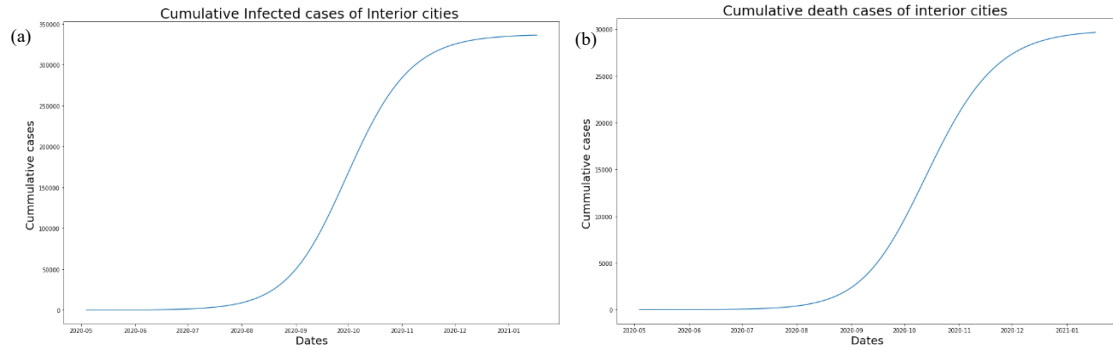 Cumulative Infected cases of Interior cities
(a)
350000
300000
250000
200000
150000
100000
50000
0
Cummulative cases
2020-05 2020-06 2020-07 2020-08 2020-09 2020-10 2020-11 2020-12 2021-01
Dates
Cumulative death cases of interior cities
(b)
30000
25000
20000
15000
10000
5000
0
Cummulative cases
2020-05 2020-06 2020-07 2020-08 2020-09 2020-10 2020-11 2020-12 2021-01
Dates